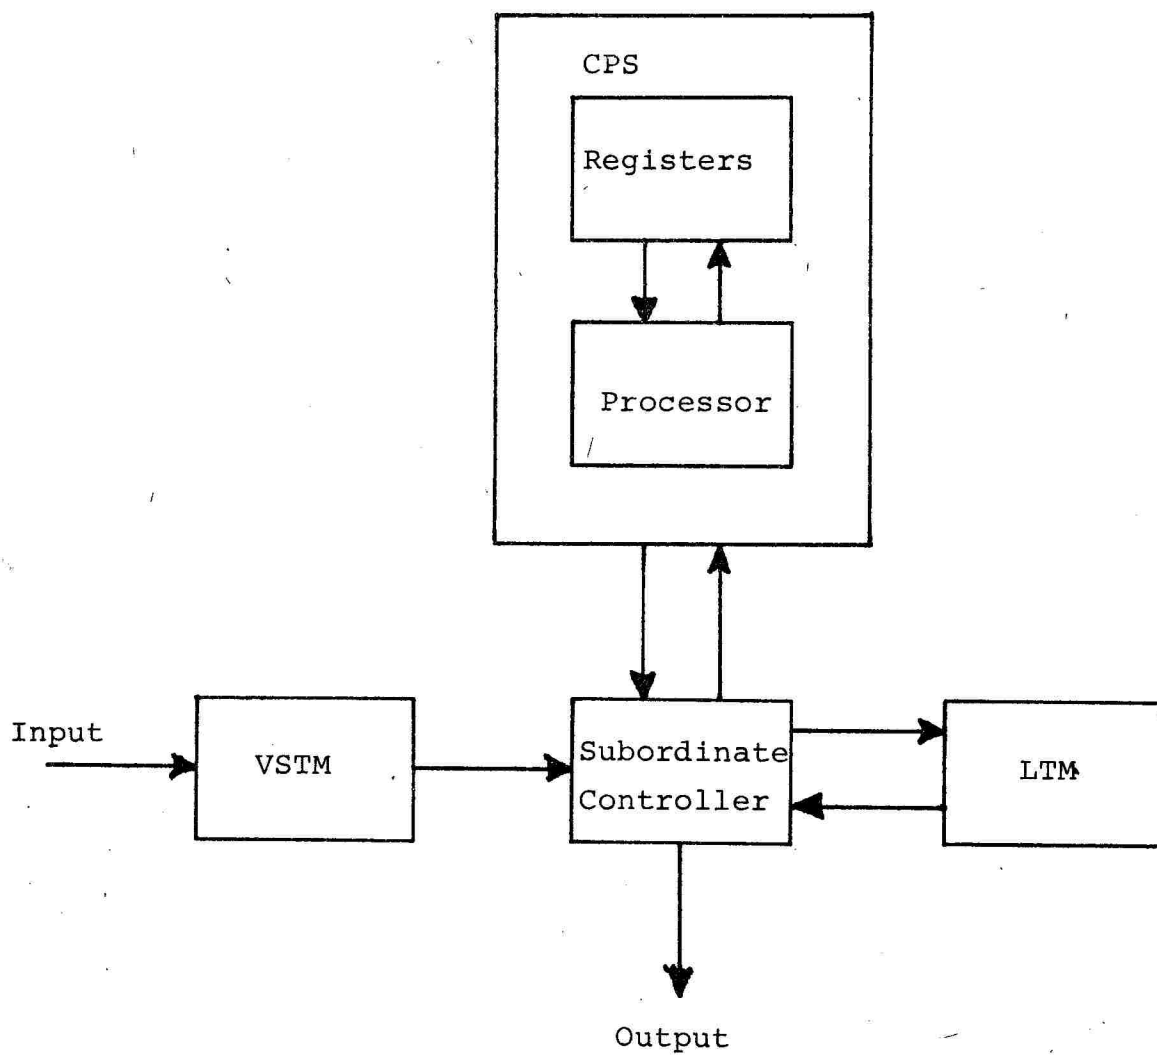 CPS
Registers
Processor
Input
VSTM
Subordinate
Controller
LTM
Output